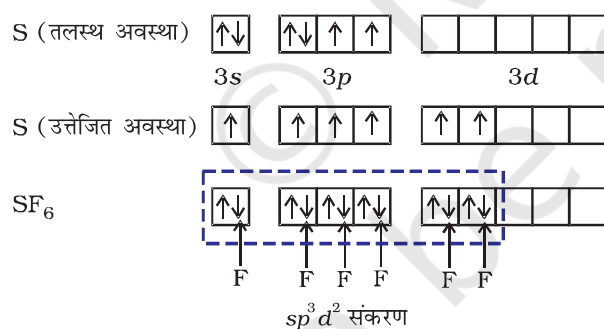 S (तलस्थ अवस्था) ↑↓ ↑↓ ↑ ↑
3s 3p 3d
S (उत्तेजित अवस्था) ↑ ↑ ↑ ↑ ↑ ↑
SF₆ ↑↓ ↑↓ ↑↓ ↑↓ ↑↓ ↑↓
F F F F F F
sp³d² संकरण